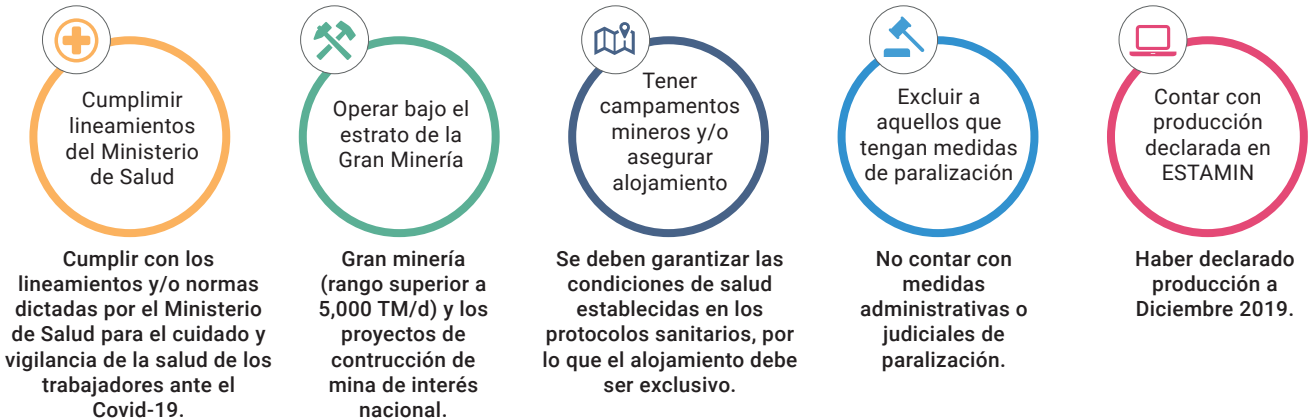 Cumplimir
lineamientos
del Ministerio
de Salud
Cumplir con los
lineamientos y/o normas
dictadas por el Ministerio
de Salud para el cuidado y
vigilancia de la salud de los
trabajadores ante el
Covid-19.
Operar bajo el
estrato de la
Gran Minería
Gran minería
(rango superior a
5,000 TM/d) y los
proyectos de
contrucción de
mina de interés
nacional.
Tener
campamentos
mineros y/o
asegurar
alojamiento
Se deben garantizar las
condiciones de salud
establecidas en los
protocolos sanitarios, por
lo que el alojamiento debe
ser exclusivo.
Excluir a
aquellos que
tengan medidas
de paralización
No contar con
medidas
administrativas o
judiciales de
paralización.
Contar con
producción
declarada en
ESTAMIN
Haber declarado
producción a
Diciembre 2019.